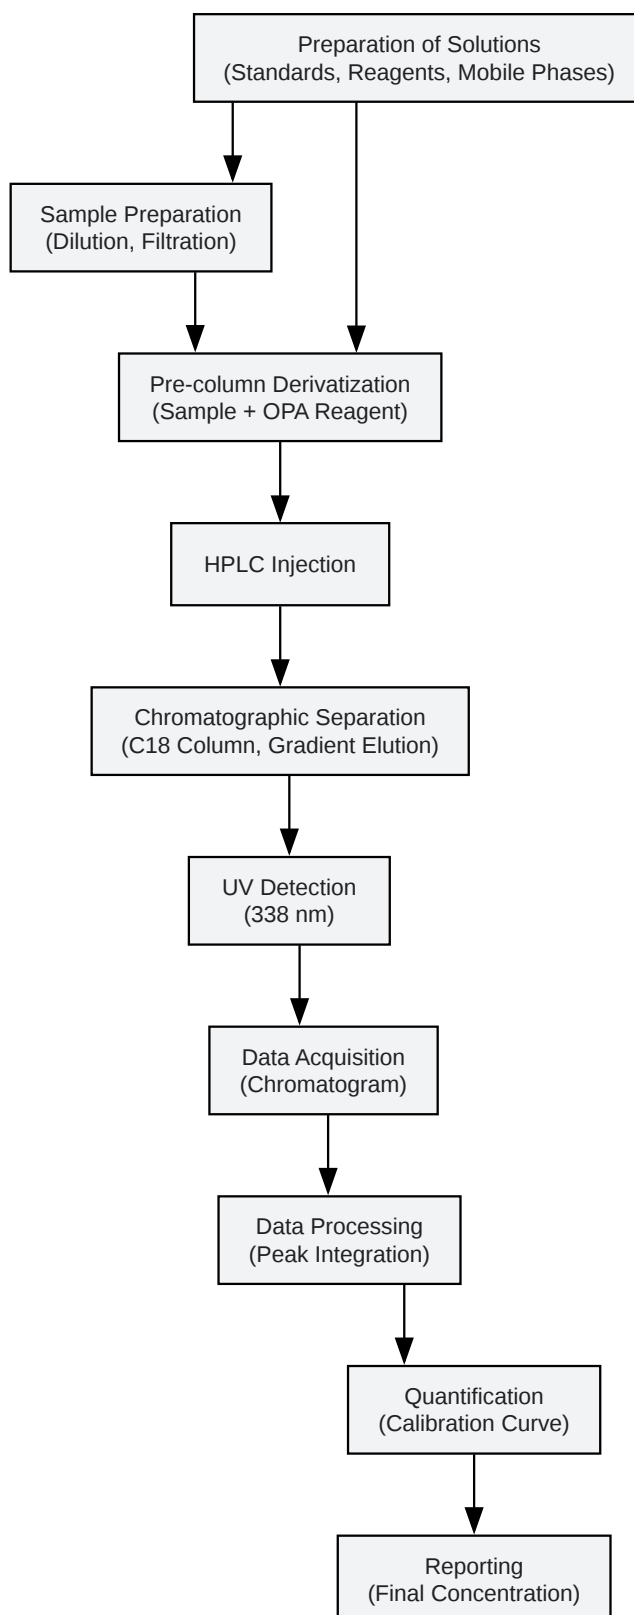 Preparation of Solutions
(Standards, Reagents, Mobile Phases)
Sample Preparation
(Dilution, Filtration)
Pre-column Derivatization
(Sample + OPA Reagent)
HPLC Injection
Chromatographic Separation
(C18 Column, Gradient Elution)
UV Detection
(338 nm)
Data Acquisition
(Chromatogram)
Data Processing
(Peak Integration)
Quantification
(Calibration Curve)
Reporting
(Final Concentration)